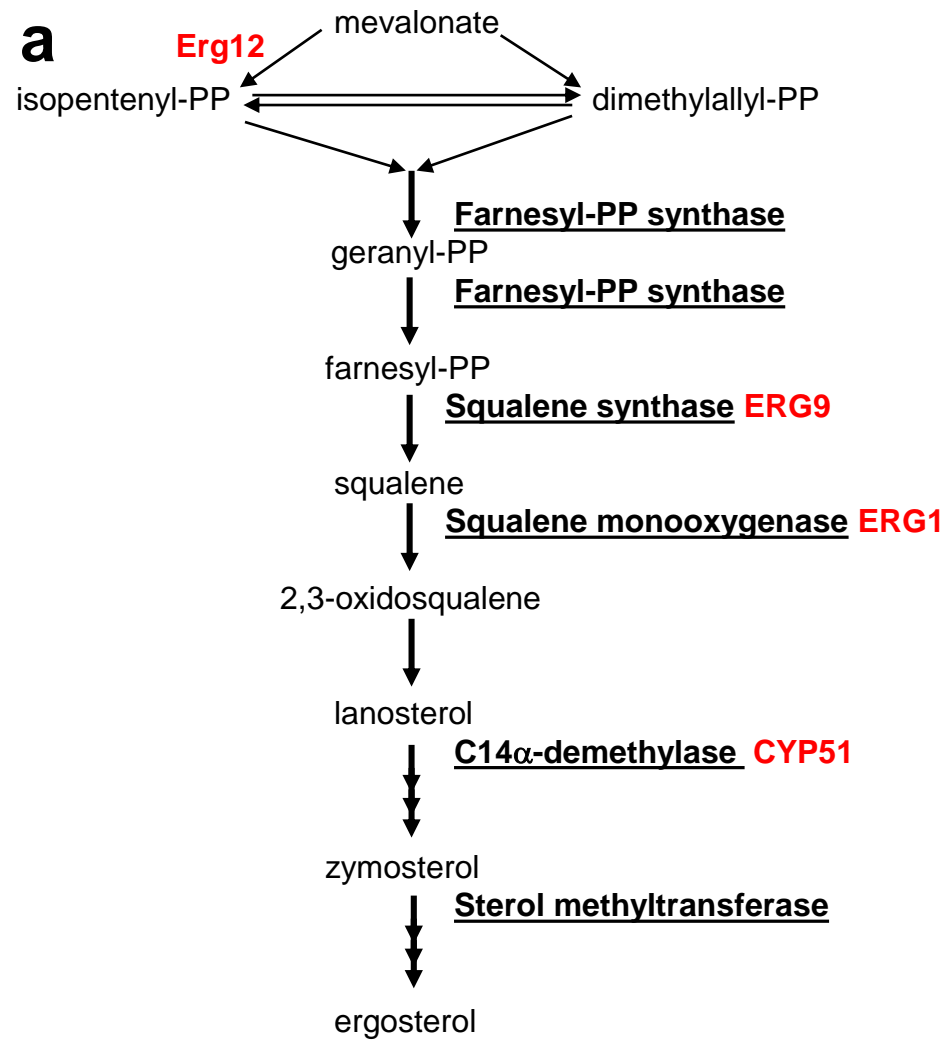 a
mevalonate
Erg12
isopentenyl-PP
dimethylallyl-PP
Farnesyl-PP synthase
geranyl-PP
Farnesyl-PP synthase
farnesyl-PP
Squalene synthase ERG9
squalene
Squalene monooxygenase ERG1
2,3-oxidosqualene
lanosterol
C14α-demethylase CYP51
zymosterol
Sterol methyltransferase
ergosterol